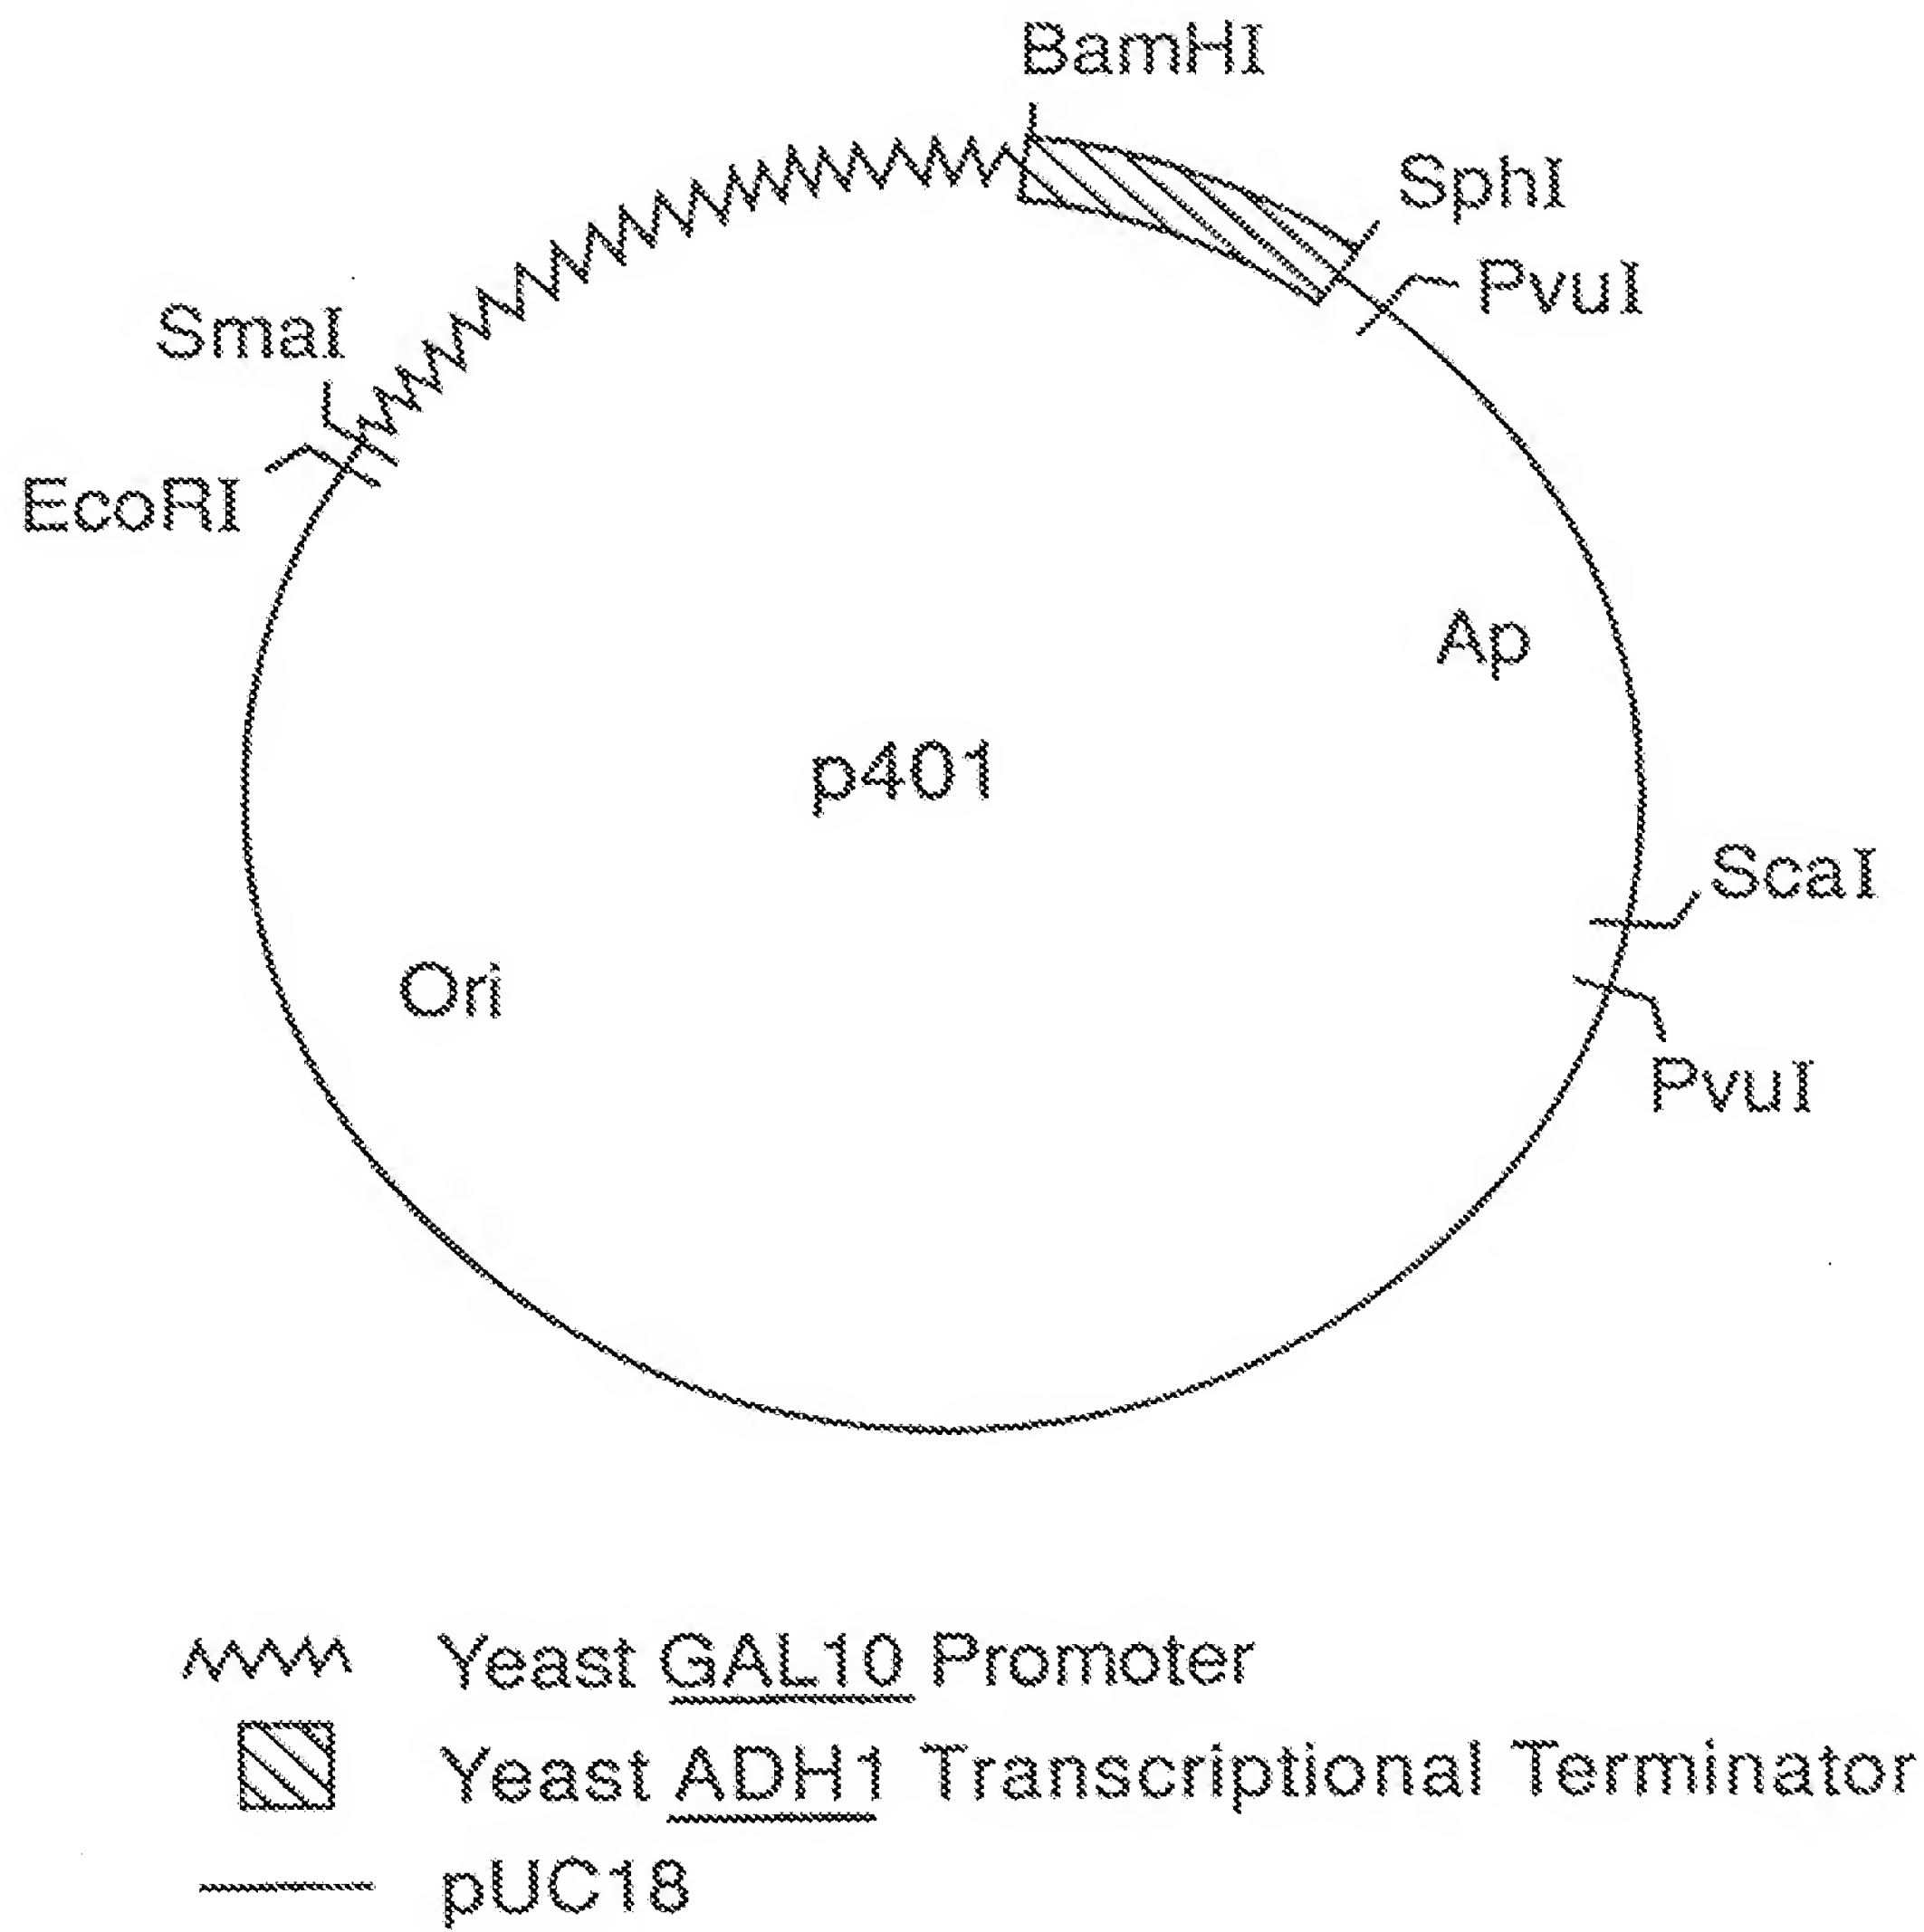 BamHI
SphI
PvuI
SmaI
EcoRI
Ap
p401
ScaI
Ori
PvuI
Yeast GAL10 Promoter
Yeast ADH1 Transcriptional Terminator
pUC18